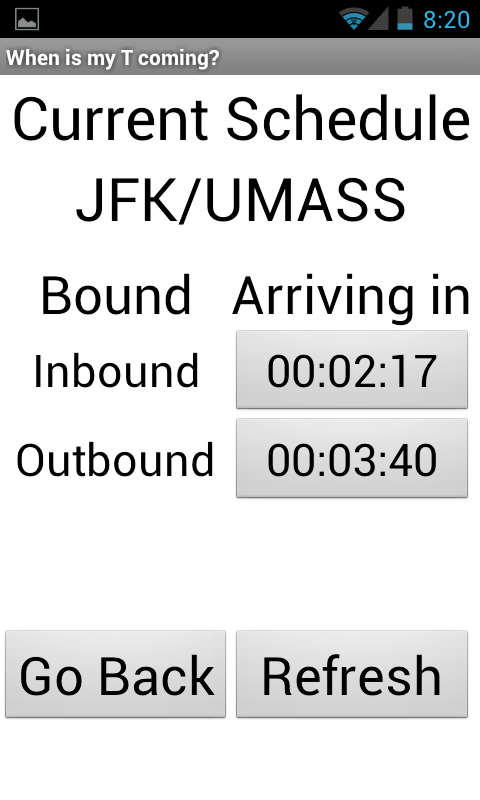 8:20
When is my T coming?
Current Schedule
JFK/UMASS
Bound Arriving in
Inbound 00:02:17
Outbound 00:03:40
Go Back Refresh